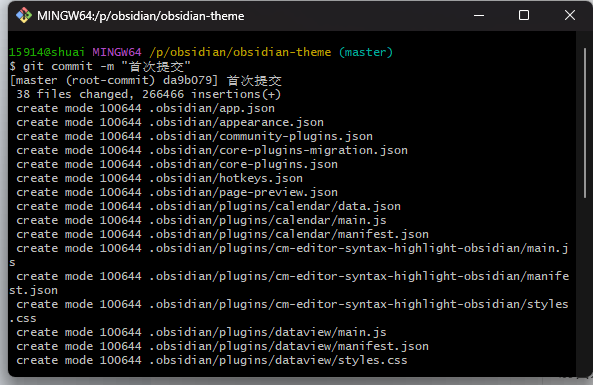 MINGW64:/p/obsidian/obsidian-theme
15914@shuai MINGW64 /p/obsidian/obsidian-theme (master)
$ git commit -m "首次提交"
[master (root-commit) da9b079] 首次提交
 38 files changed, 266466 insertions(+)
 create mode 100644 .obsidian/app.json
 create mode 100644 .obsidian/appearance.json
 create mode 100644 .obsidian/community-plugins.json
 create mode 100644 .obsidian/core-plugins-migration.json
 create mode 100644 .obsidian/core-plugins.json
 create mode 100644 .obsidian/hotkeys.json
 create mode 100644 .obsidian/page-preview.json
 create mode 100644 .obsidian/plugins/calendar/data.json
 create mode 100644 .obsidian/plugins/calendar/main.js
 create mode 100644 .obsidian/plugins/calendar/manifest.json
 create mode 100644 .obsidian/plugins/cm-editor-syntax-highlight-obsidian/main.j
s
 create mode 100644 .obsidian/plugins/cm-editor-syntax-highlight-obsidian/manife
st.json
 create mode 100644 .obsidian/plugins/cm-editor-syntax-highlight-obsidian/styles
.css
 create mode 100644 .obsidian/plugins/dataview/main.js
 create mode 100644 .obsidian/plugins/dataview/manifest.json
 create mode 100644 .obsidian/plugins/dataview/styles.css